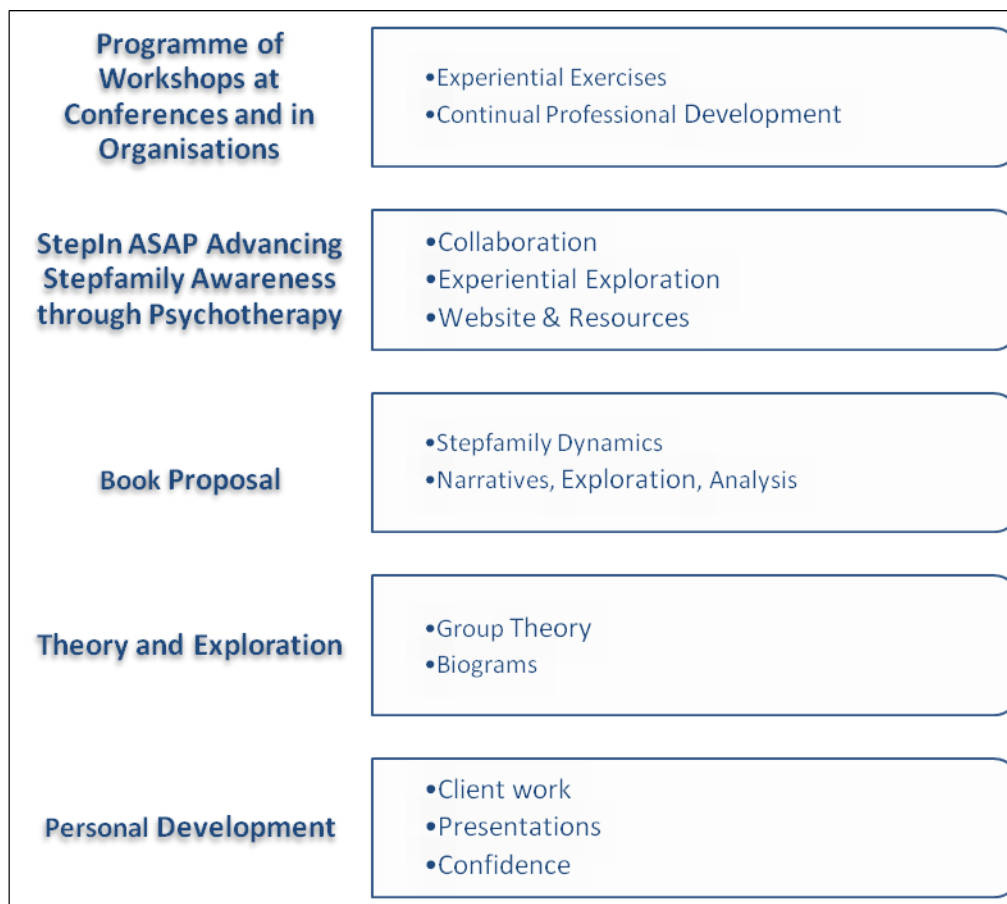 Programme of
Workshops at
Conferences and in
Organisations
•Experiential Exercises
•Continual Professional Development
StepIn ASAP Advancing
Stepfamily Awareness
through Psychotherapy
•Collaboration
•Experiential Exploration
•Website & Resources
Book Proposal
•Stepfamily Dynamics
•Narratives, Exploration, Analysis
Theory and Exploration
•Group Theory
•Biograms
Personal Development
•Client work
•Presentations
•Confidence